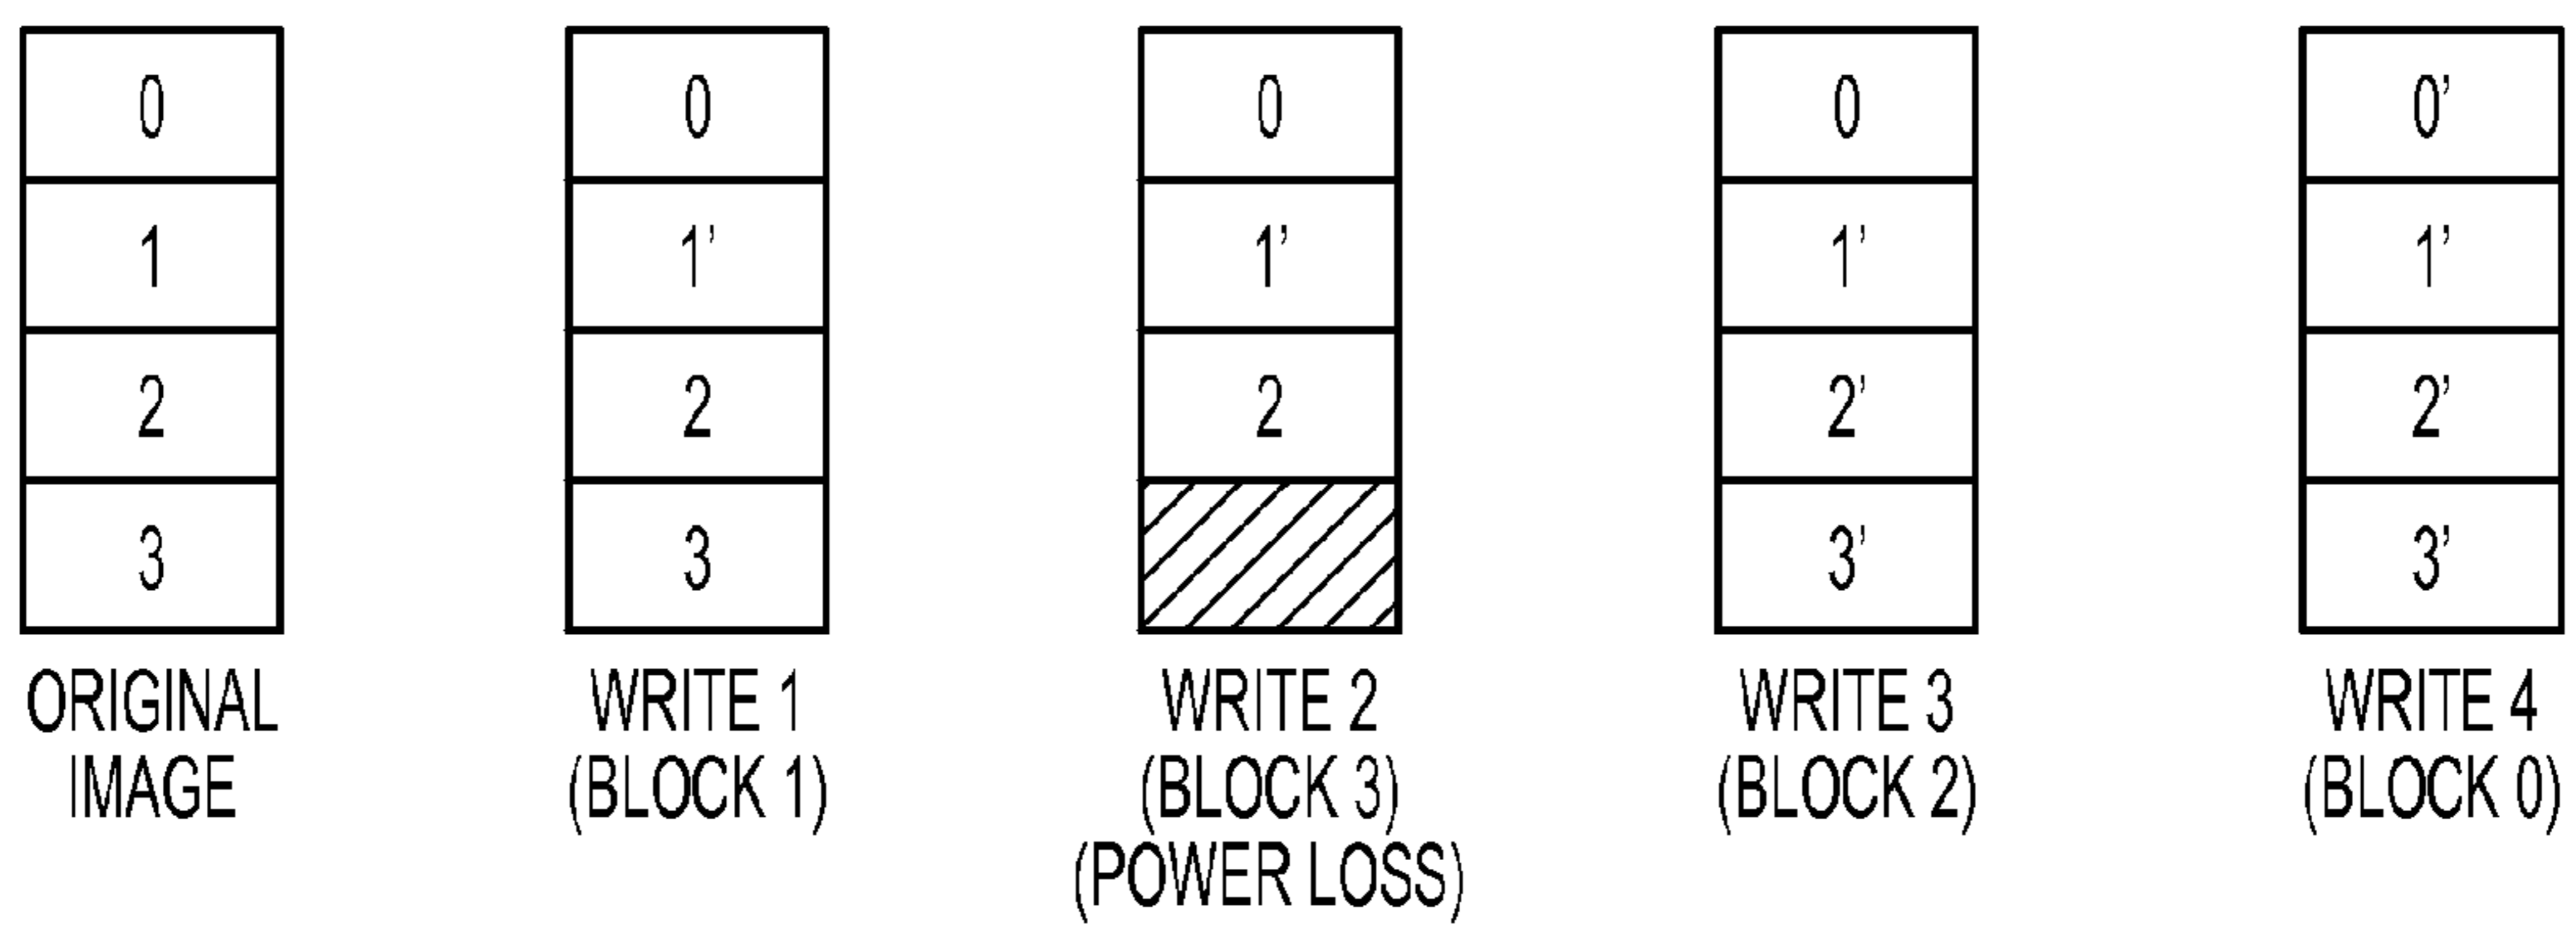 0
1
2
3
ORIGINAL
IMAGE
0
1’
2
3
WRITE 1
(BLOCK 1)
0
1’
2
WRITE 2
(BLOCK 3)
(POWER LOSS)
0
1’
2’
3’
WRITE 3
(BLOCK 2)
0’
1’
2’
3’
WRITE 4
(BLOCK 0)